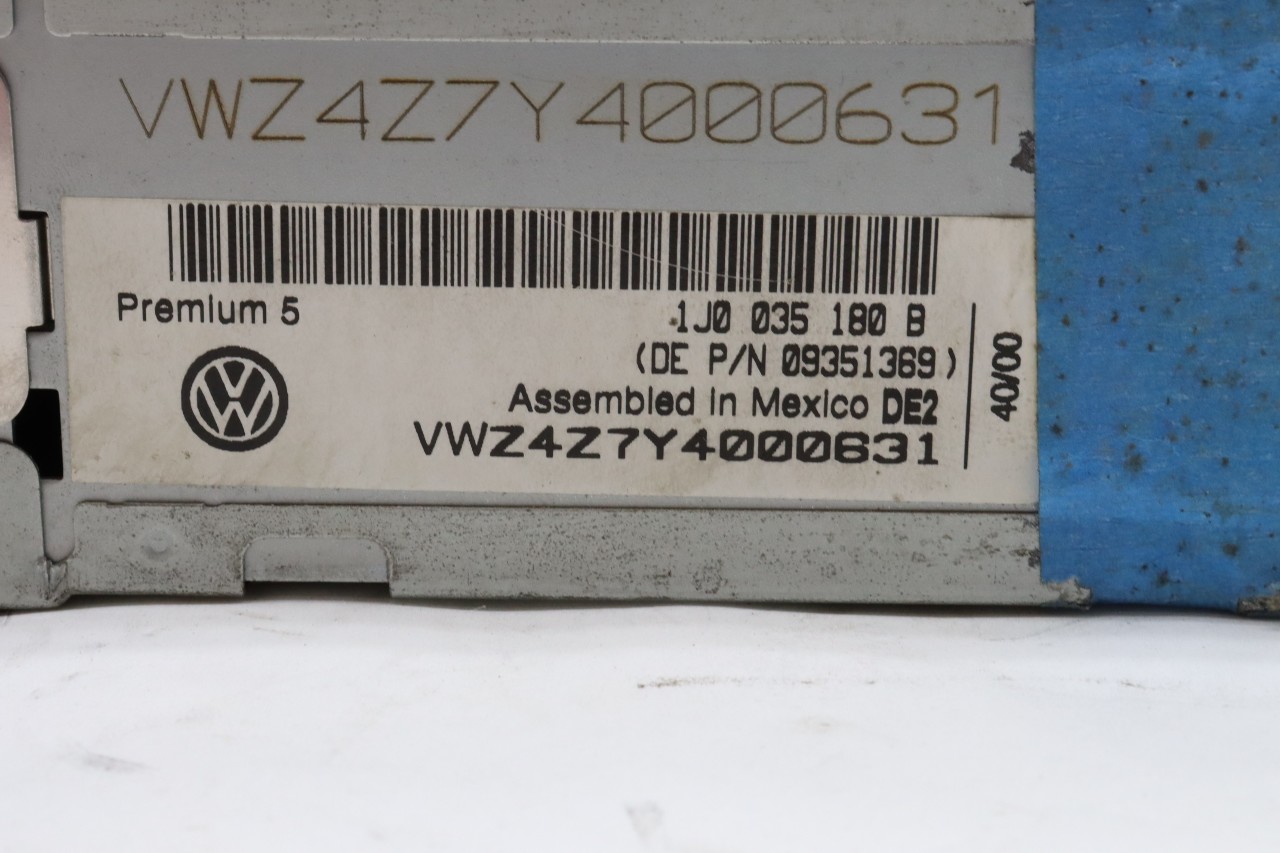 VWZ4Z7Y4000631
Premium 5
1J0 035 180 B
(DE P/N 09351369)
Assembled in Mexico DE2
VWZ4Z7Y4000631
40/00